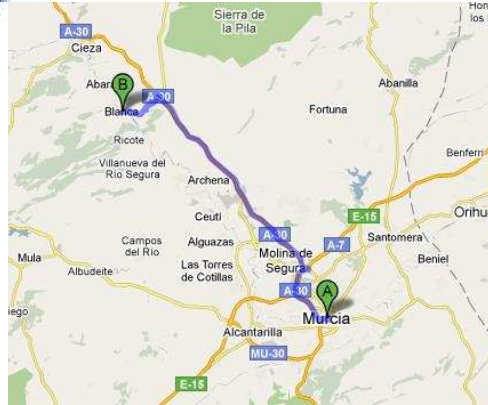 Sierra de
la Pila
A-30
Cieza
Abara
B
A-30
Blanca
Abanilla
Fortuna
Ricote
Villanueva del
Río Segura
Archena
Benferri
E-15
Ceutí
A-30
A-7
Orihu
Santomera
Campos
del Río
Alguazas
Molina de
Segura
Beniel
Mula
Albudeite
Las Torres
de Cotillas
A-30
A
Murcia
iego
Alcantarilla
MU-30
E-15
Hon
los